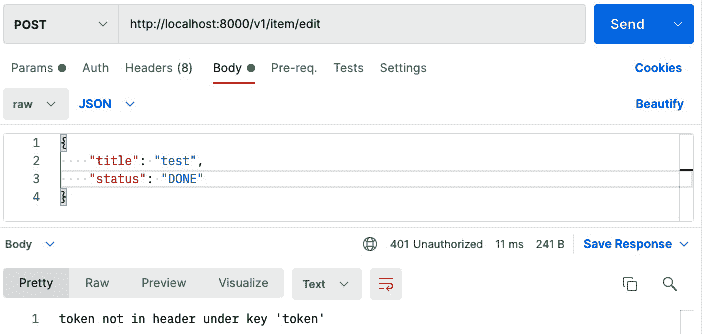 POST http://localhost:8000/v1/item/edit Send
Params Auth Headers (8) Body Pre-req. Tests Settings Cookies
raw JSON Beautify
1 {
2 "title": "test",
3 "status": "DONE"
4 }
Body 401 Unauthorized 11 ms 241 B Save Response
Pretty Raw Preview Visualize Text
1 token not in header under key 'token'